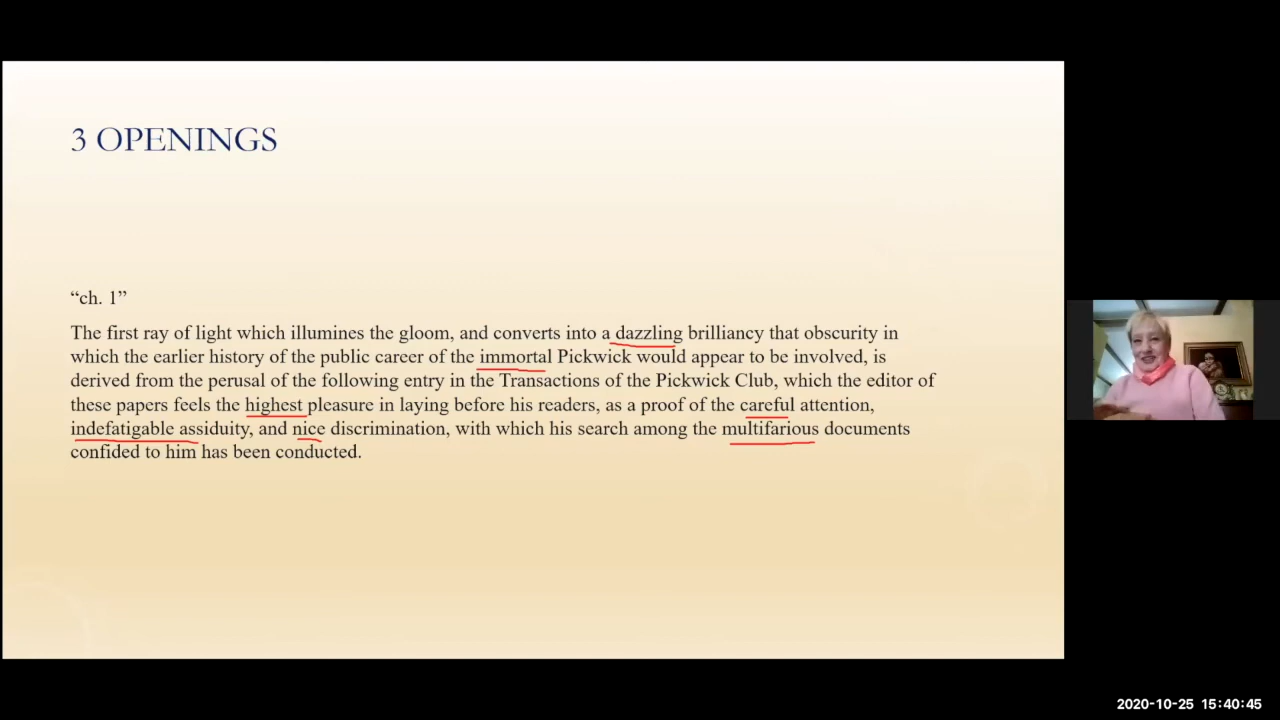 3 OPENINGS
“ch. 1”
The first ray of light which illumines the gloom, and converts into a dazzling brilliancy that obscurity in
which the earlier history of the public career of the immortal Pickwick would appear to be involved, is
derived from the perusal of the following entry in the Transactions of the Pickwick Club, which the editor of
these papers feels the highest pleasure in laying before his readers, as a proof of the careful attention,
indefatigable assiduity, and nice discrimination, with which his search among the multifarious documents
confided to him has been conducted.
2020-10-25 15:40:45